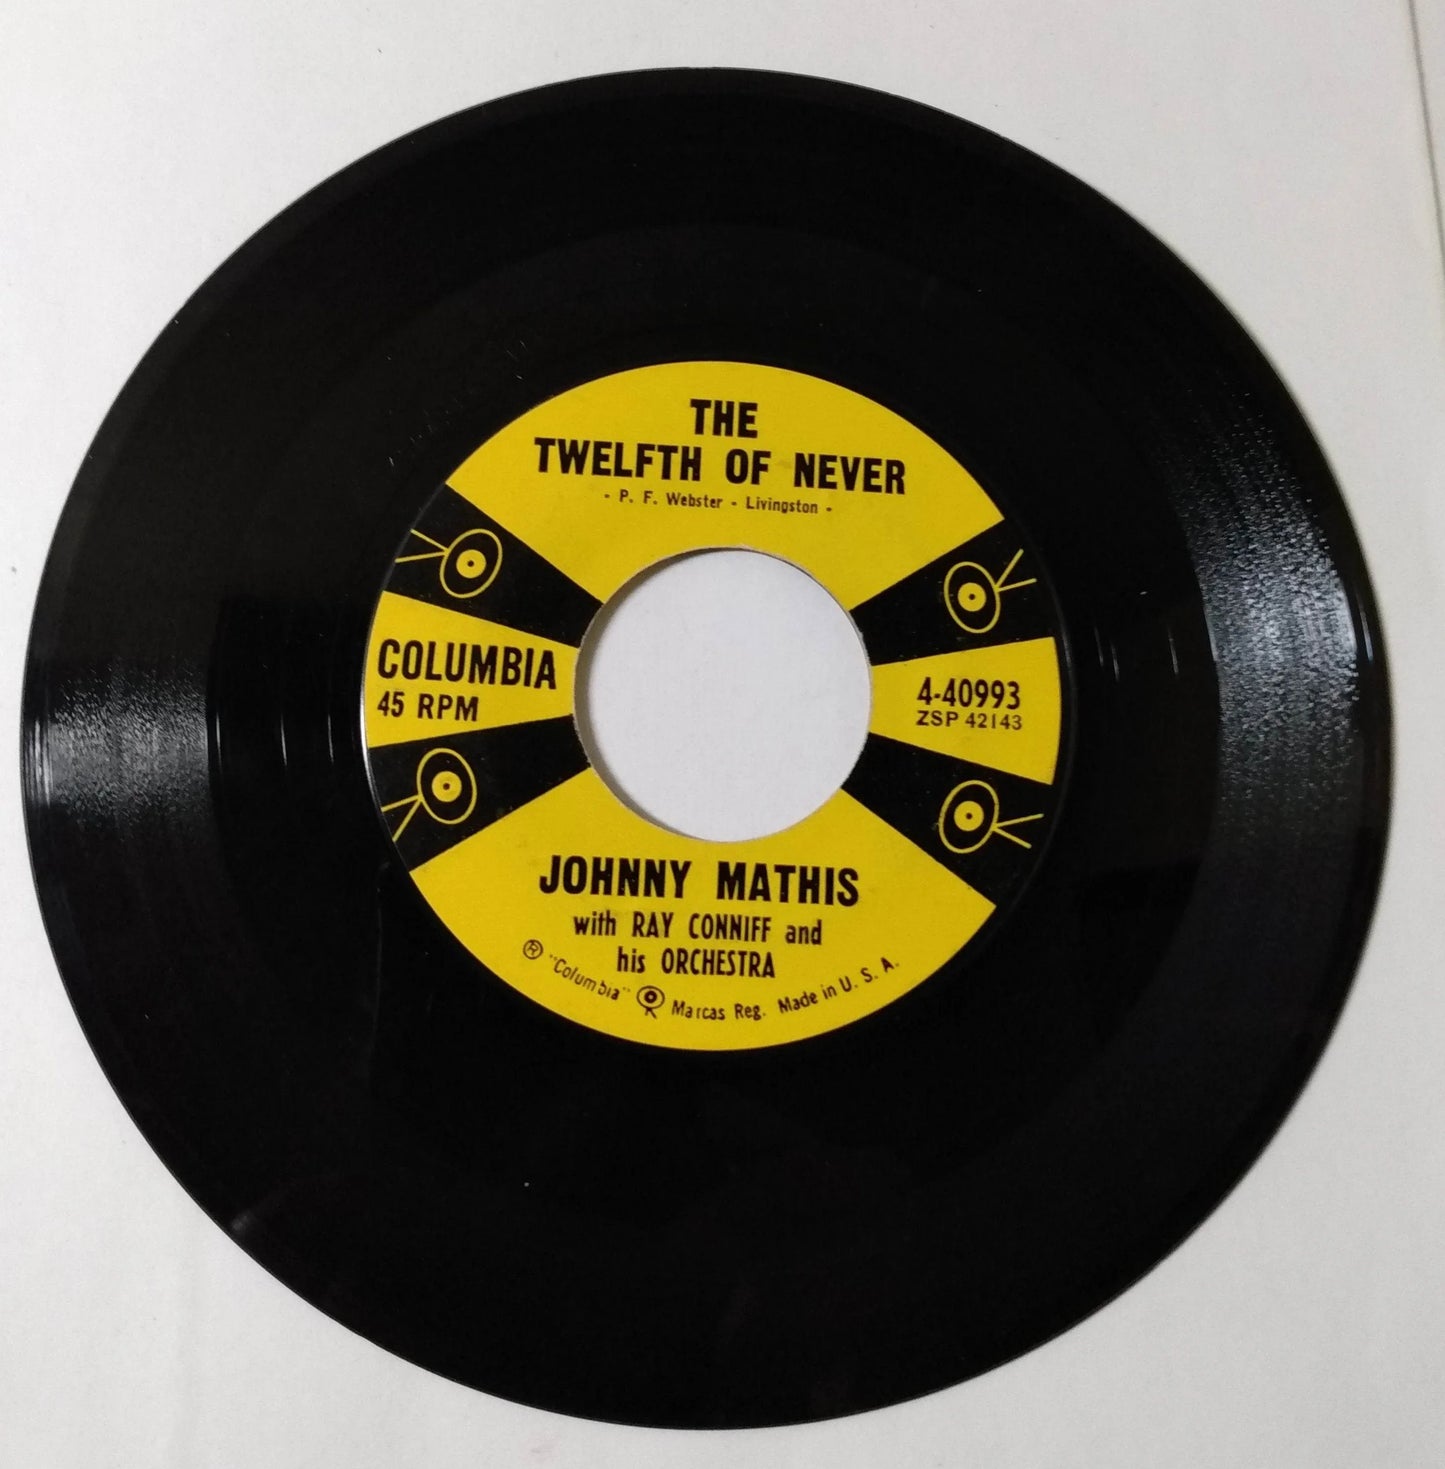 THE
TWELFTH OF NEVER
- P. F. Webster - Livingston -
COLUMBIA
45 RPM
4-40993
ZSP 42143
JOHNNY MATHIS
with RAY CONNIFF and
his ORCHESTRA
® "Columbia" Marcas Reg. Made in U. S. A.